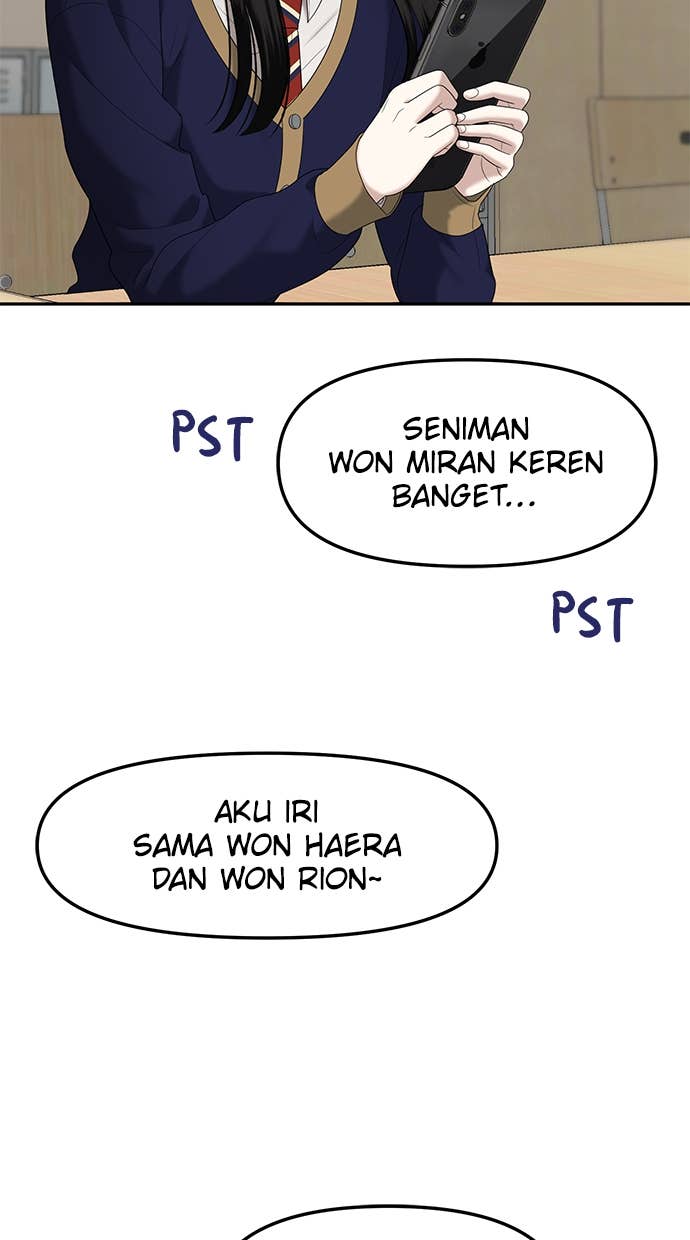 PST
SENIMAN
WON MIRAN KEREN
BANGET...
PST
AKU IRI
SAMA WON HAERA
DAN WON RION~